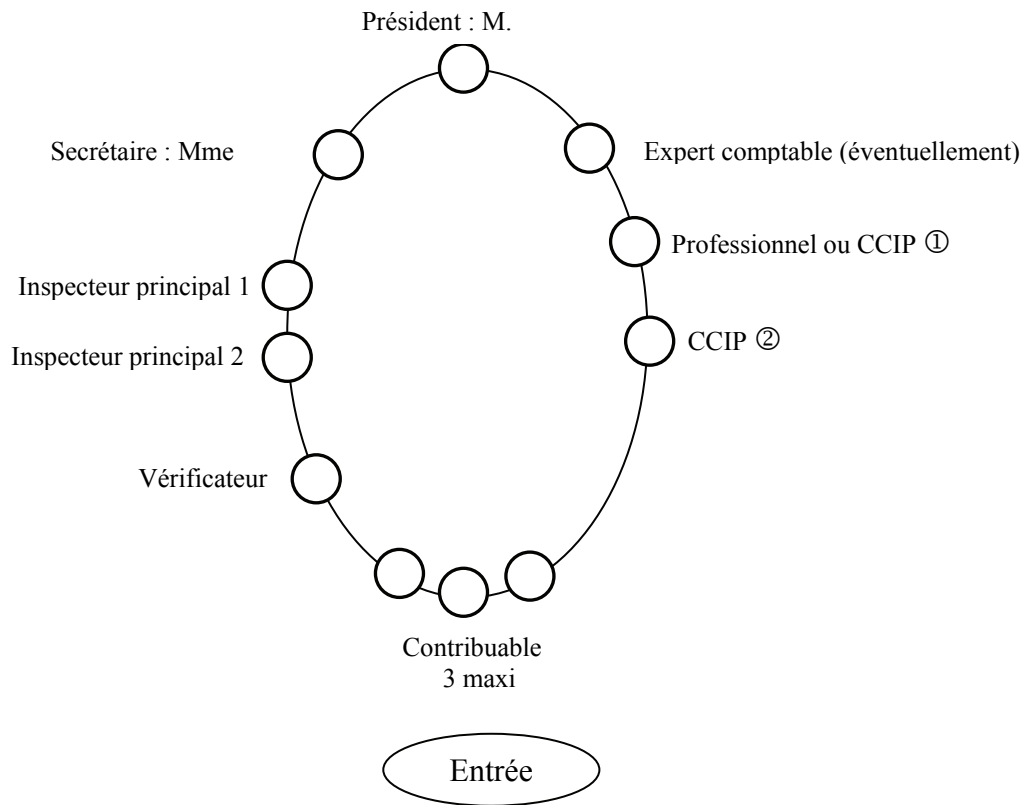 Président : M.
Secrétaire : Mme
Expert comptable (éventuellement)
Professionnel ou CCIP ①
Inspecteur principal 1
Inspecteur principal 2
CCIP ②
Vérificateur
Contribuable
3 maxi
Entrée